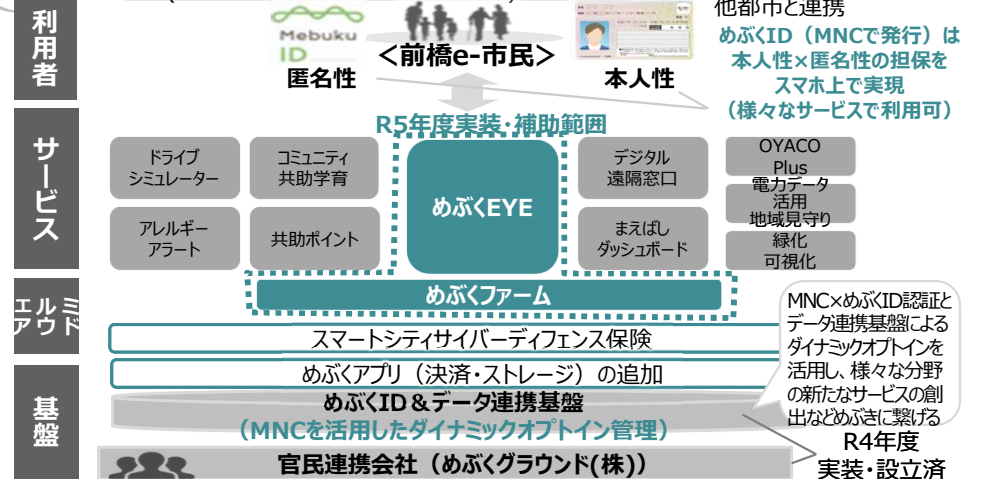 利用者
Mebuku
ID
匿名性
<前橋e-市民>
本人性
他都市と連携
めぶくID（MNCで発行）は
本人性×匿名性の担保を
スマホ上で実現
（様々なサービスで利用可）
R5年度実装・補助範囲
サービス
ドライブ
シミュレーター
コミュニティ
共助学育
めぶくEYE
デジタル
遠隔窓口
OYACO
Plus
電力データ
活用
地域見守り
アレルギー
アラート
共助ポイント
まえばし
ダッシュボード
緑化
可視化
ミドルウェア
めぶくファーム
スマートシティサイバーディフェンス保険
めぶくアプリ（決済・ストレージ）の追加
MNC×めぶくID認証と
データ連携基盤による
ダイナミックオプトインを
活用し、様々な分野
の新たなサービスの創
出などめぶきに繋げる
基盤
めぶくID＆データ連携基盤
（MNCを活用したダイナミックオプトイン管理）
官民連携会社（めぶくグラウンド(株)）
R4年度
実装・設立済